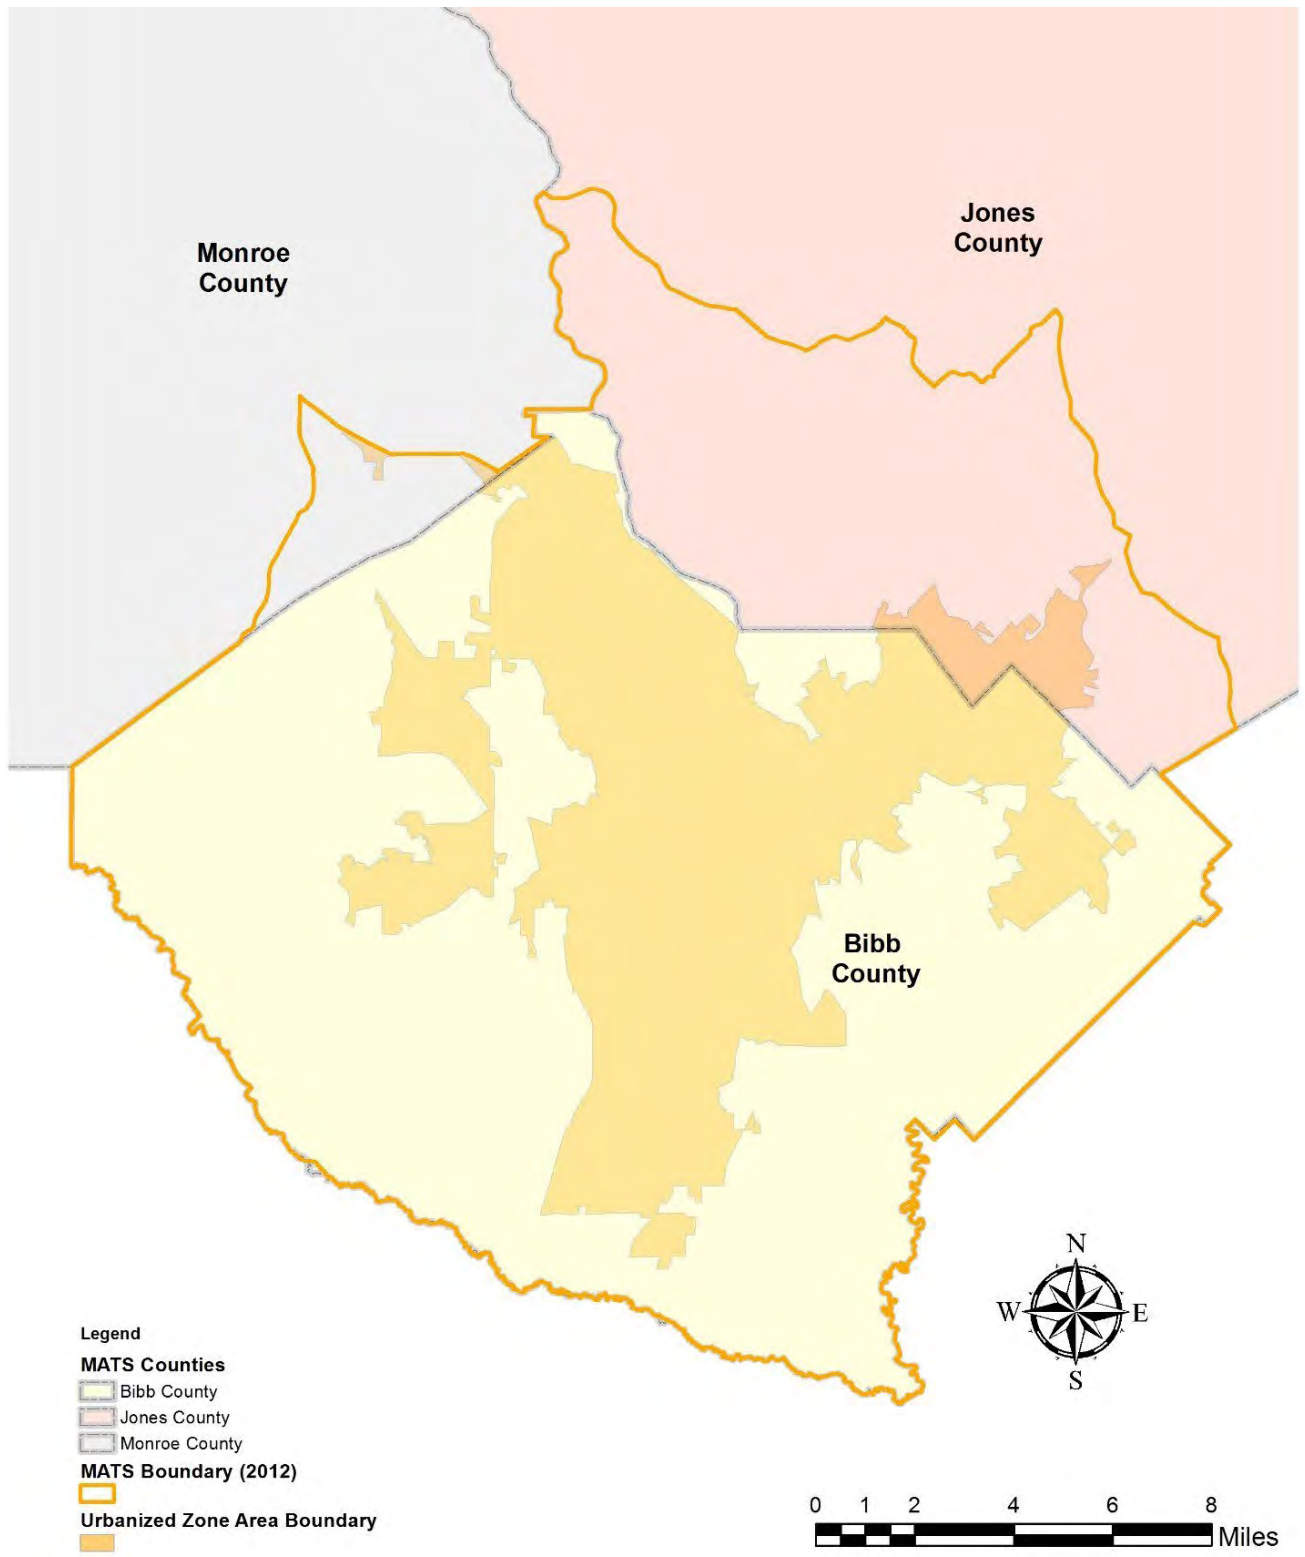 Jones
County
Monroe
County
Bibb
County
N
W
E
S
Legend
MATS Counties
Bibb County
Jones County
Monroe County
MATS Boundary (2012)
Urbanized Zone Area Boundary
0 1 2 4 6 8
Miles